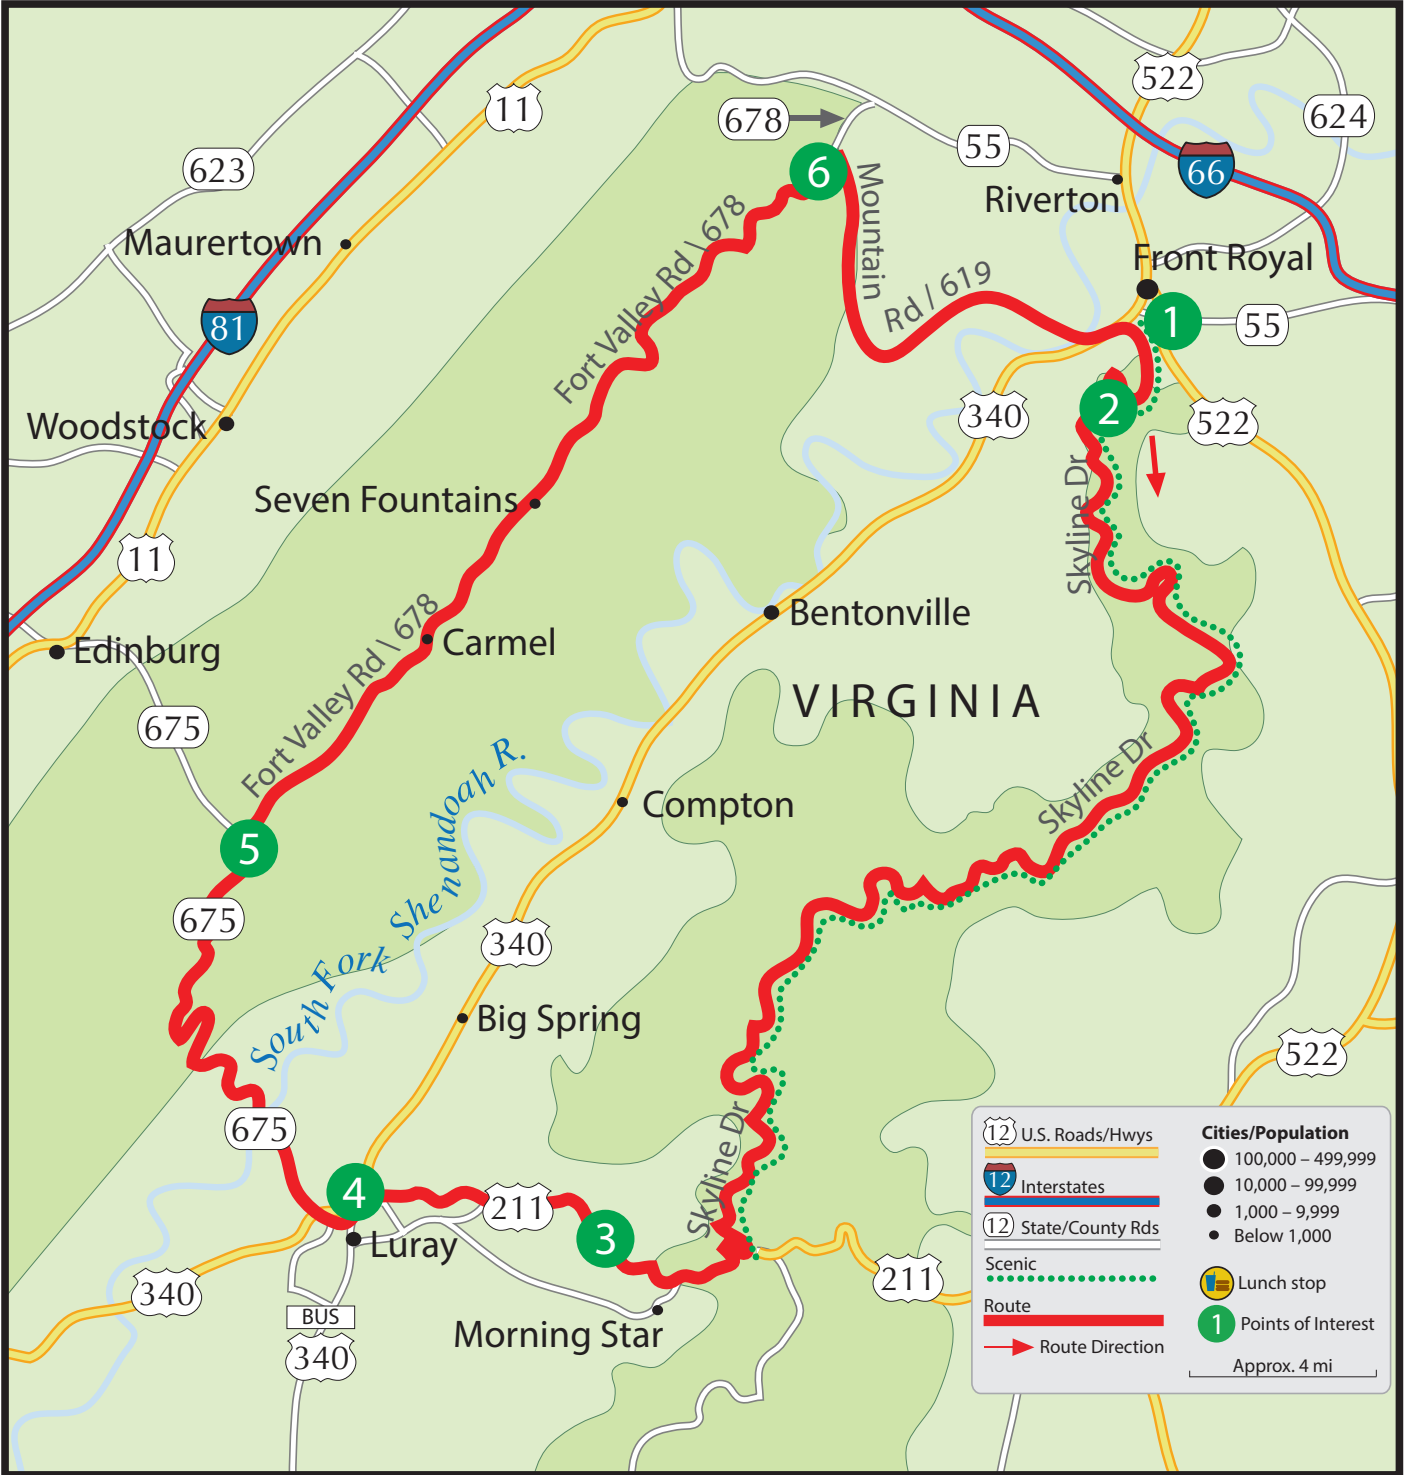 522
11
624
678
55
623
66
6
Riverton
Mountain
Fort Valley Rd \ 678
Maurertown
Front Royal
Rd / 619
81
1
55
2
340
522
Woodstock
Skyline Dr
Seven Fountains
11
Bentonville
Edinburg
Carmel
Fort Valley Rd \ 678
VIRGINIA
675
Skyline Dr
South Fork Shenandoah R.
Compton
5
675
340
Big Spring
522
675
Skyline Dr
4
211
3
Luray
340
211
BUS
340
Morning Star
12 U.S. Roads/Hwys
12 Interstates
12 State/County Rds
Scenic
Route
Route Direction
Cities/Population
100,000 – 499,999
10,000 – 99,999
1,000 – 9,999
Below 1,000
Lunch stop
1 Points of Interest
Approx. 4 mi